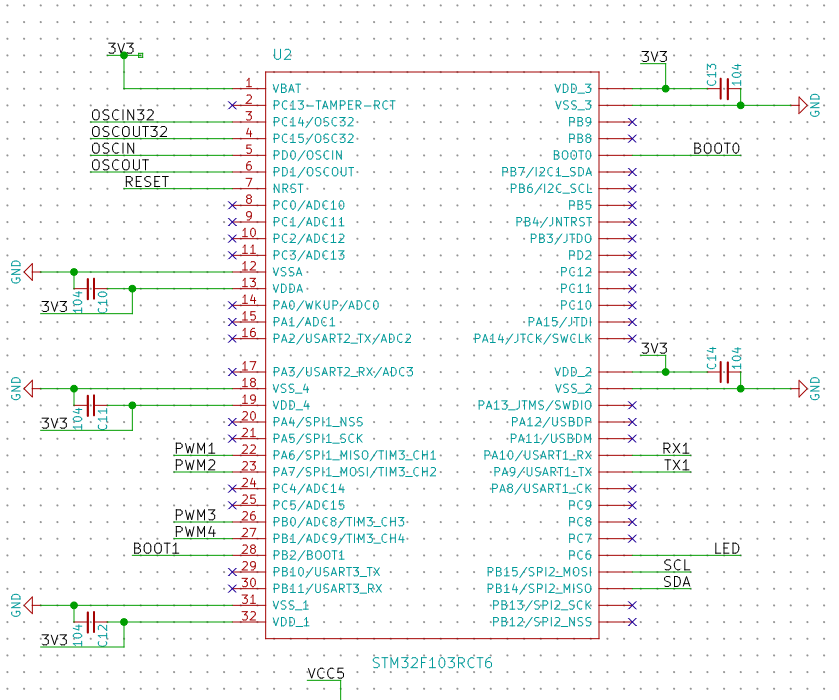 3V3
U2
3V3
C13
104
GND
1 VBAT
2 PC13-TAMPER-RCT
OSCIN32 3 PC14/OSC32
OSCOUT32 4 PC15/OSC32
OSCIN 5 PD0/OSCIN
OSCOUT 6 PD1/OSCOUT
RESET 7 NRST
8 PC0/ADC10
9 PC1/ADC11
10 PC2/ADC12
11 PC3/ADC13
GND 12 VSSA
13 VDDA
104 C10
3V3
14 PA0/WKUP/ADC0
15 PA1/ADC1
16 PA2/USART2_TX/ADC2
17 PA3/USART2_RX/ADC3
GND 18 VSS_4
19 VDD_4
104 C11
3V3
20 PA4/SPI1_NSS
21 PA5/SPI1_SCK
PWM1 22 PA6/SPI1_MISO/TIM3_CH1
PWM2 23 PA7/SPI1_MOSI/TIM3_CH2
24 PC4/ADC14
25 PC5/ADC15
PWM3 26 PB0/ADC8/TIM3_CH3
PWM4 27 PB1/ADC9/TIM3_CH4
BOOT1 28 PB2/BOOT1
29 PB10/USART3_TX
30 PB11/USART3_RX
GND 31 VSS_1
32 VDD_1
104 C12
3V3
VDD_3
VSS_3
PB9
PB8
BOOT0 BOOT0
PB7/I2C1_SDA
PB6/I2C_SCL
PB5
PB4/JNTRST
PB3/JTDO
PD2
PC12
PC11
PC10
PA15/JTDI
PA14/JTCK/SWCLK
3V3
C14
104
GND
VDD_2
VSS_2
PA13_JTMS/SWDIO
PA12/USBDP
PA11/USBDM
PA10/USART1_RX RX1
PA9/USART1_TX TX1
PA8/USART1_CK
PC9
PC8
PC7
PC6 LED
PB15/SPI2_MOSI SCL
PB14/SPI2_MISO SDA
PB13/SPI2_SCK
PB12/SPI2_NSS
STM32F103RCT6
VCC5